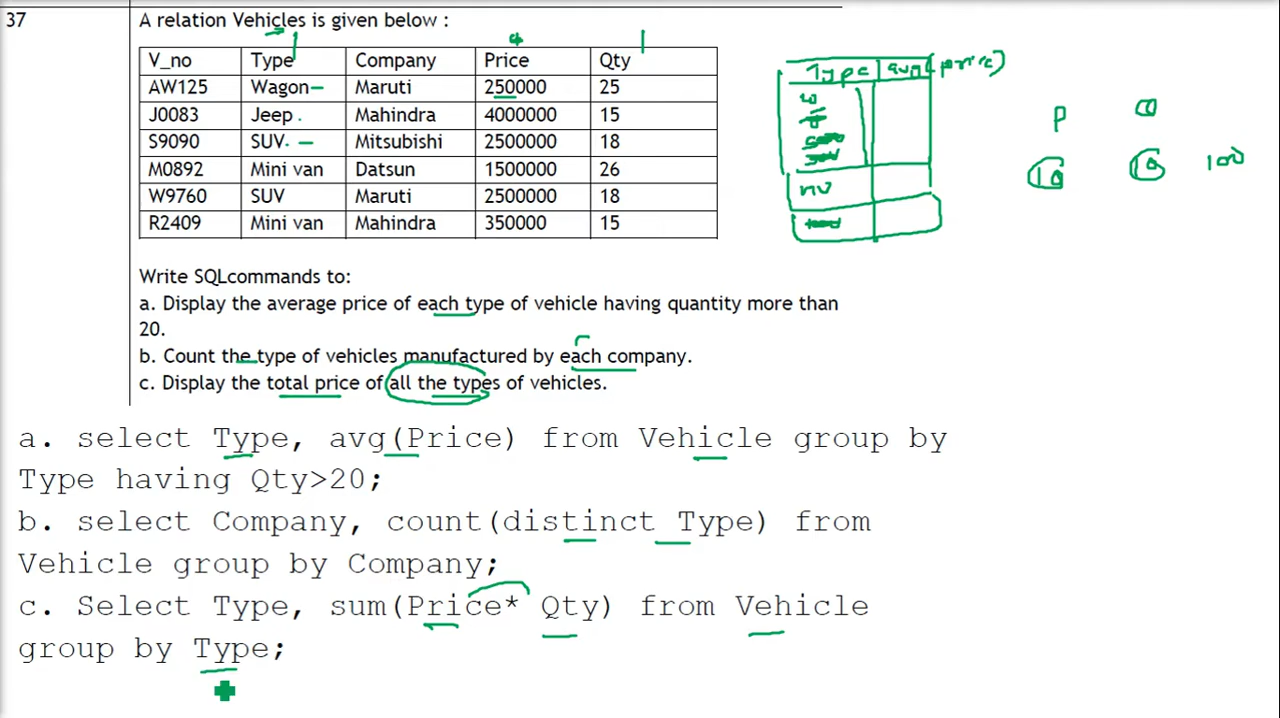 37
A relation Vehicles is given below :
V_no Type Company Price Qty
AW125 Wagon Maruti 250000 25
J0083 Jeep Mahindra 4000000 15
S9090 SUV Mitsubishi 2500000 18
M0892 Mini van Datsun 1500000 26
W9760 SUV Maruti 2500000 18
R2409 Mini van Mahindra 350000 15
Type
(price)
P Q
10 10 100
Write SQLcommands to:
a. Display the average price of each type of vehicle having quantity more than
20.
b. Count the type of vehicles manufactured by each company.
c. Display the total price of all the types of vehicles.
a. select Type, avg(Price) from Vehicle group by
Type having Qty>20;
b. select Company, count(distinct Type) from
Vehicle group by Company;
c. Select Type, sum(Price* Qty) from Vehicle
group by Type;